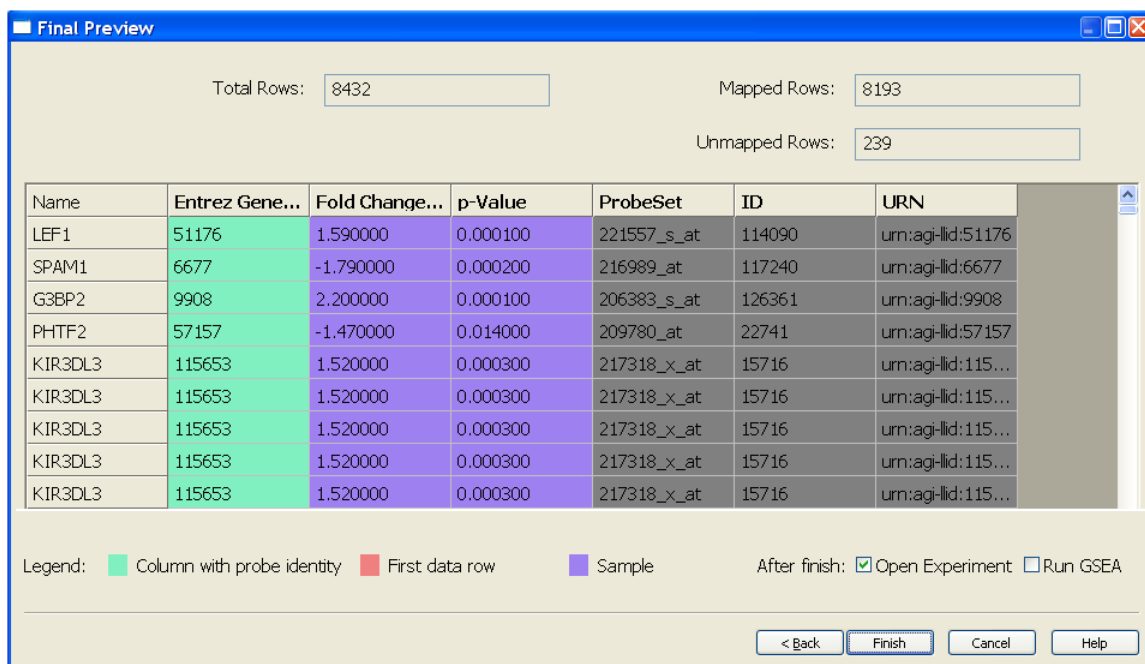 Final Preview
Total Rows: 8432 Mapped Rows: 8193
Unmapped Rows: 239
Name Entrez Gene... Fold Change... p-Value ProbeSet ID URN
LEF1 51176 1.590000 0.000100 221557_s_at 114090 urn:agi-llid:51176
SPAM1 6677 -1.790000 0.000200 216989_at 117240 urn:agi-llid:6677
G3BP2 9908 2.200000 0.000100 206383_s_at 126361 urn:agi-llid:9908
PHTF2 57157 -1.470000 0.014000 209780_at 22741 urn:agi-llid:57157
KIR3DL3 115653 1.520000 0.000300 217318_x_at 15716 urn:agi-llid:115...
KIR3DL3 115653 1.520000 0.000300 217318_x_at 15716 urn:agi-llid:115...
KIR3DL3 115653 1.520000 0.000300 217318_x_at 15716 urn:agi-llid:115...
KIR3DL3 115653 1.520000 0.000300 217318_x_at 15716 urn:agi-llid:115...
KIR3DL3 115653 1.520000 0.000300 217318_x_at 15716 urn:agi-llid:115...
Legend: Column with probe identity First data row Sample After finish: Open Experiment Run GSEA
< Back Finish Cancel Help